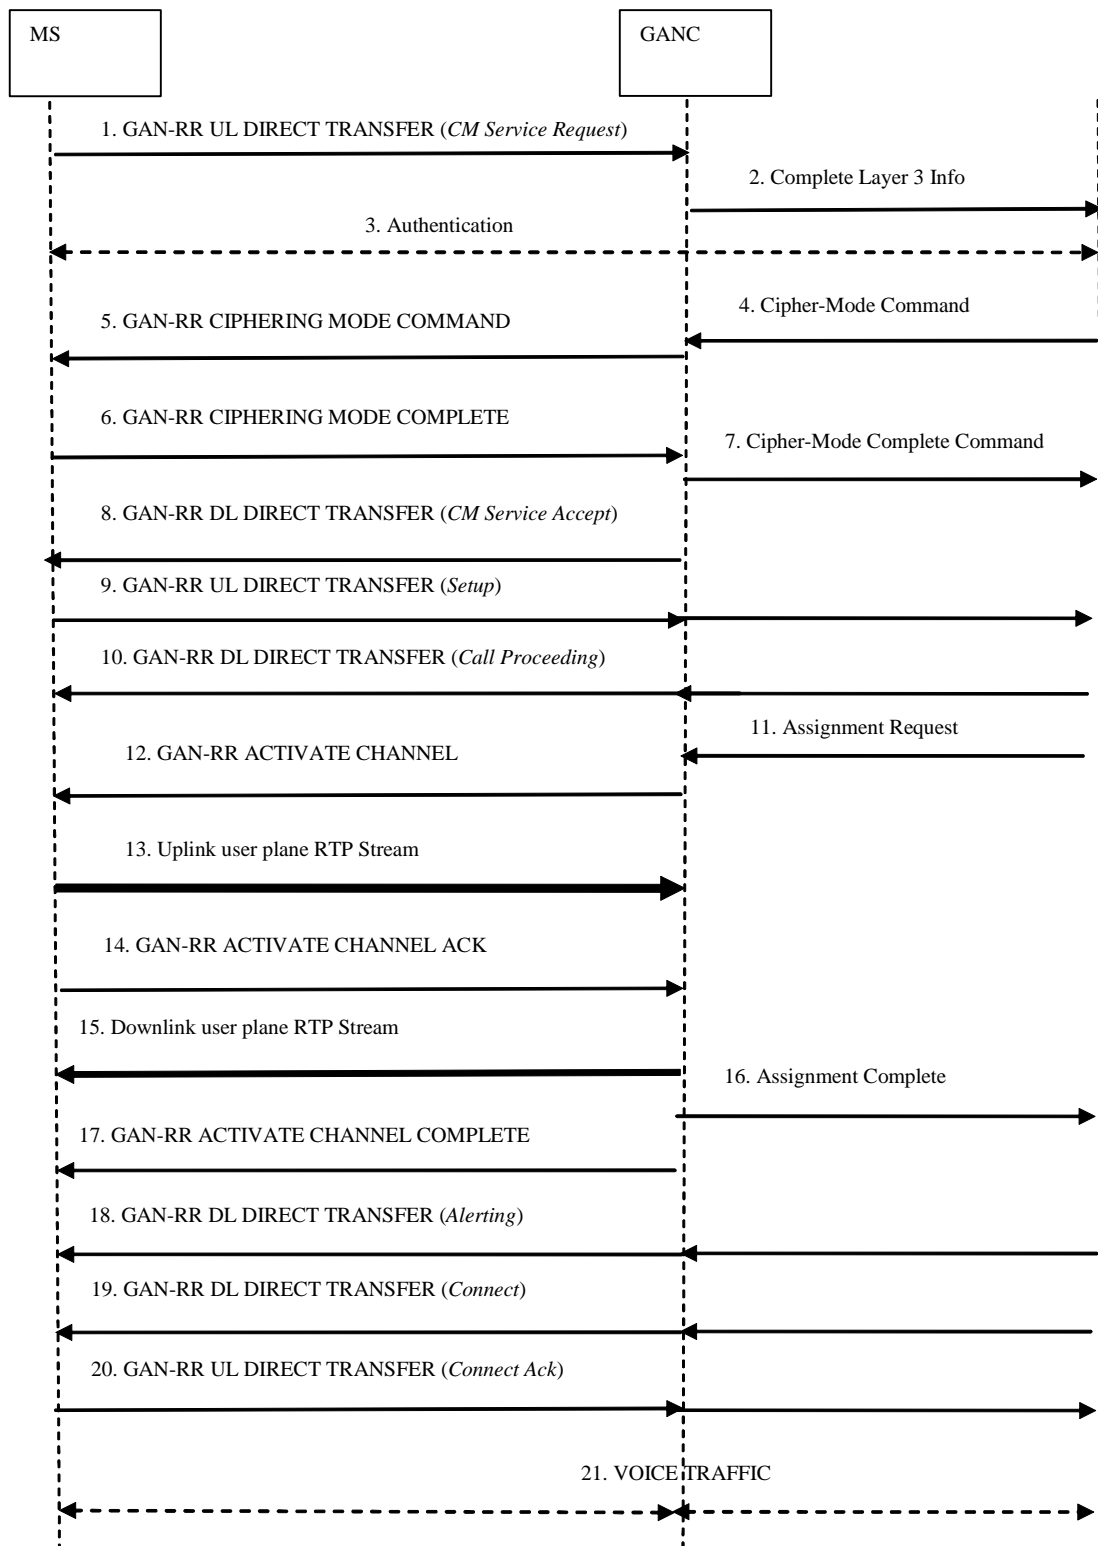 MS
GANC
1. GAN-RR UL DIRECT TRANSFER (CM Service Request)
2. Complete Layer 3 Info
3. Authentication
4. Cipher-Mode Command
5. GAN-RR CIPHERING MODE COMMAND
6. GAN-RR CIPHERING MODE COMPLETE
7. Cipher-Mode Complete Command
8. GAN-RR DL DIRECT TRANSFER (CM Service Accept)
9. GAN-RR UL DIRECT TRANSFER (Setup)
10. GAN-RR DL DIRECT TRANSFER (Call Proceeding)
11. Assignment Request
12. GAN-RR ACTIVATE CHANNEL
13. Uplink user plane RTP Stream
14. GAN-RR ACTIVATE CHANNEL ACK
15. Downlink user plane RTP Stream
16. Assignment Complete
17. GAN-RR ACTIVATE CHANNEL COMPLETE
18. GAN-RR DL DIRECT TRANSFER (Alerting)
19. GAN-RR DL DIRECT TRANSFER (Connect)
20. GAN-RR UL DIRECT TRANSFER (Connect Ack)
21. VOICE TRAFFIC